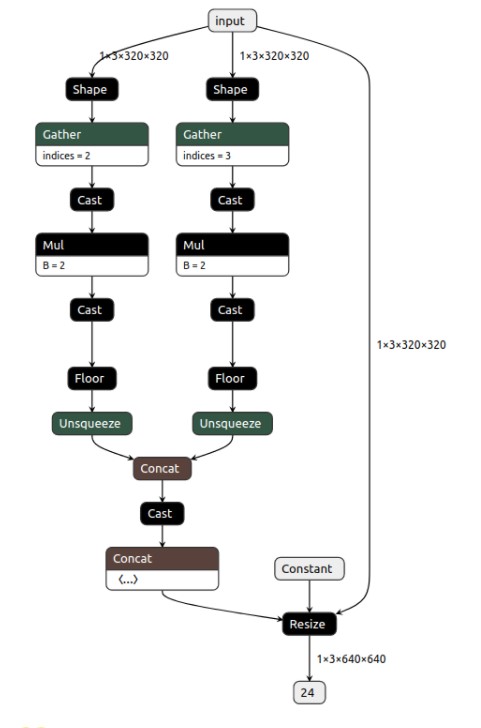 input
1×3×320×320 1×3×320×320
Shape Shape
Gather Gather
indices = 2 indices = 3
Cast Cast
Mul Mul
B = 2 B = 2
Cast Cast
1×3×320×320
Floor Floor
Unsqueeze Unsqueeze
Concat
Cast
Concat
〈…〉
Constant
Resize
1×3×640×640
24